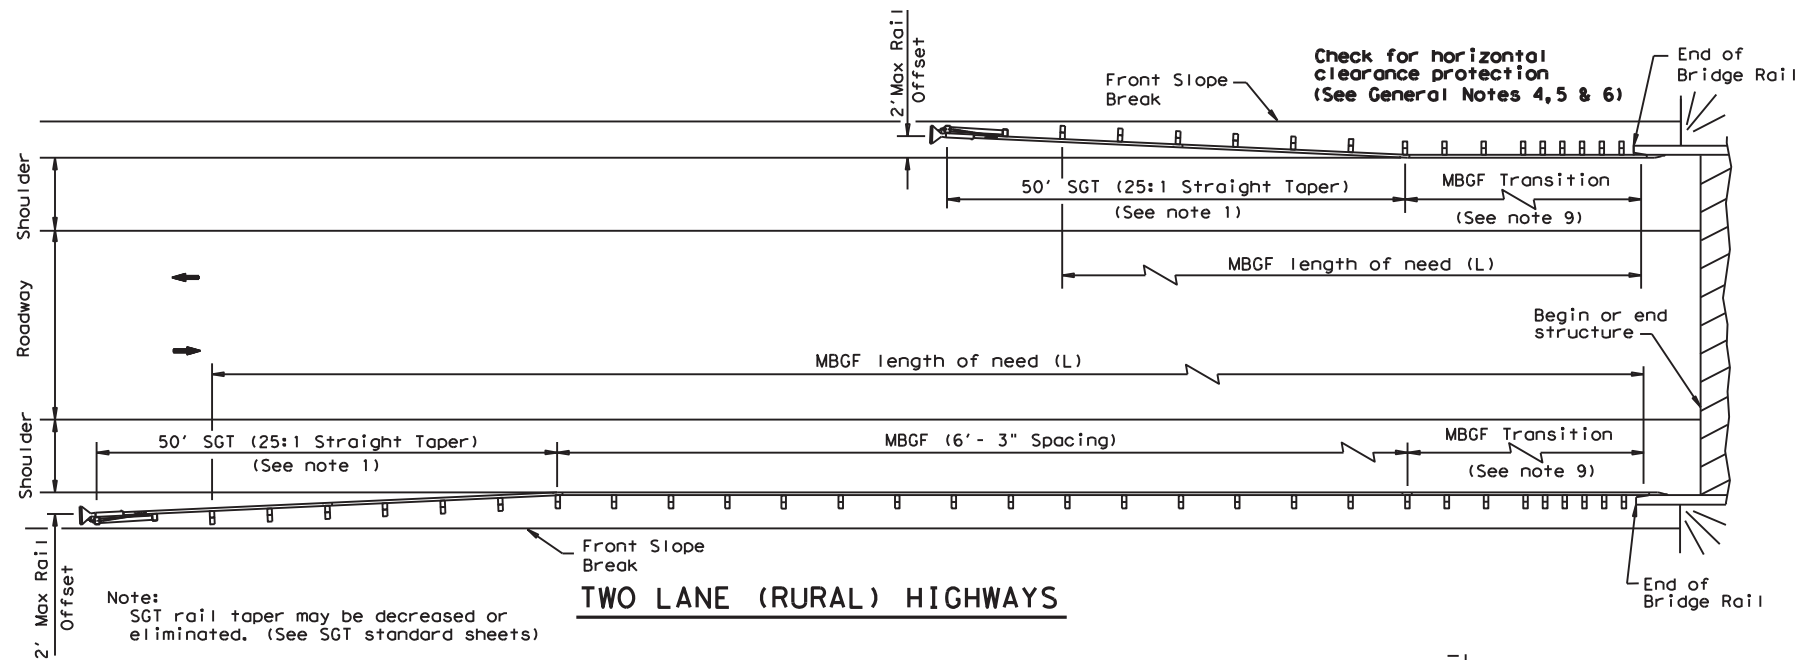 2' Max Rail
Offset
Front Slope
Break
Check for horizontal
clearance protection
(See General Notes 4,5 & 6)
End of
Bridge Rail
Shoulder
50' SGT (25:1 Straight Taper)
(See note 1)
MBGF Transition
(See note 9)
MBGF length of need (L)
Roadway
Begin or end
structure
MBGF length of need (L)
Shoulder
50' SGT (25:1 Straight Taper)
(See note 1)
MBGF (6'- 3" Spacing)
MBGF Transition
(See note 9)
2' Max Rail
Offset
Front Slope
Break
End of
Bridge Rail
Note:
SGT rail taper may be decreased or
eliminated. (See SGT standard sheets)
TWO LANE (RURAL) HIGHWAYS